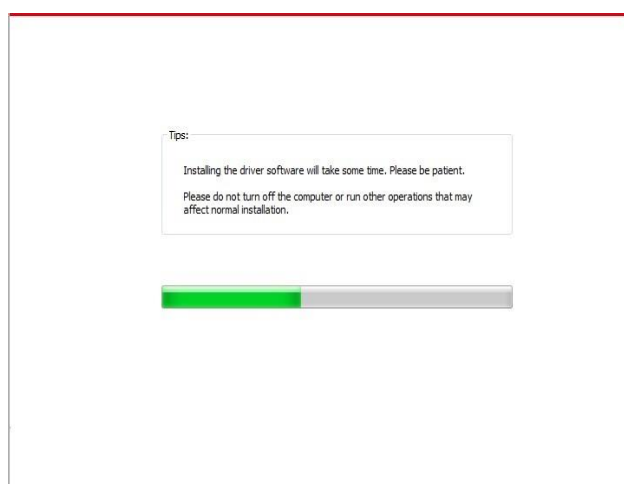 Tips:
Installing the driver software will take some time. Please be patient.
Please do not turn off the computer or run other operations that may
affect normal installation.